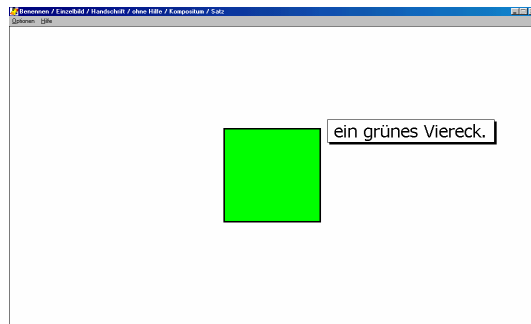 Benennen / Einzelbild / Handschrift / ohne Hilfe / Kompositum / Satz
Optionen Hilfe
ein grünes Viereck.